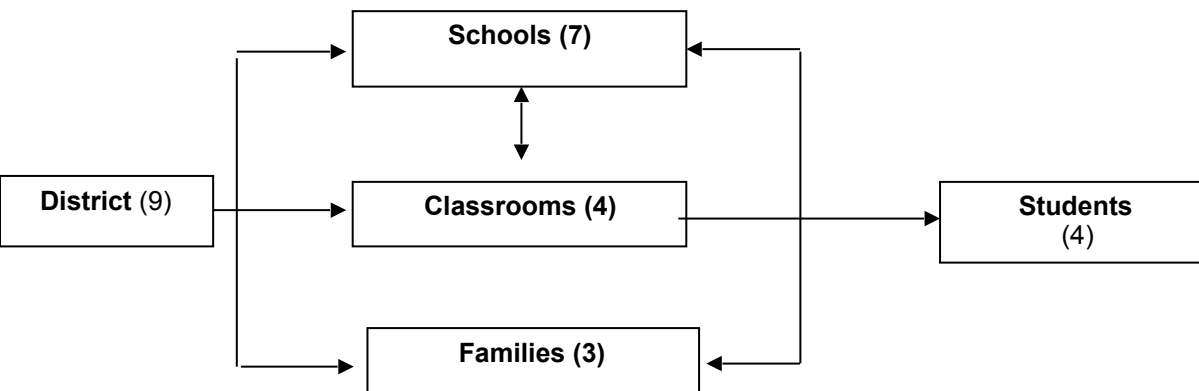 Schools (7)
District (9)
Classrooms (4)
Students
(4)
Families (3)